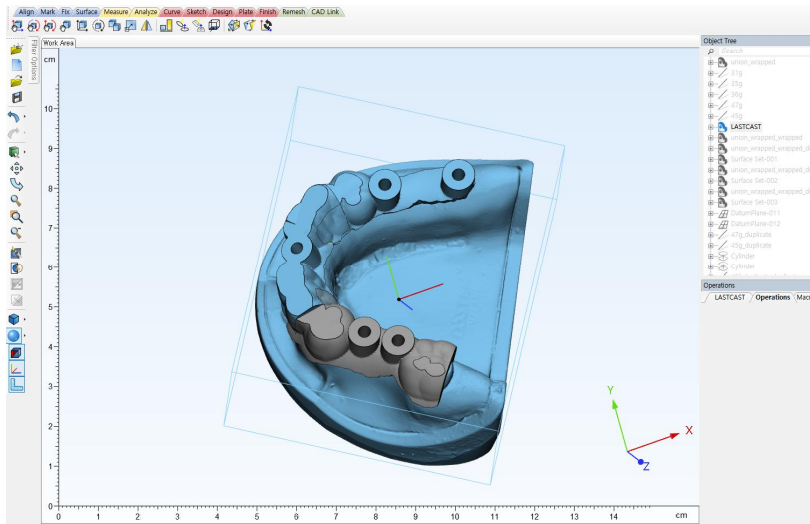 Align Mark Fix Surface Measure Analyze Curve Sketch Design Plate Finish Remesh CAD Link
Filter Options
Work Area
cm
10
9
8
7
6
5
4
3
2
1
0
0 1 2 3 4 5 6 7 8 9 10 11 12 13 14 cm
Y
X
Z
Object Tree
Search
union_wrapped
31g
35g
36g
47g
45g
LASTCAST
union_wrapped_wrapped
union_wrapped_wrapped_d
Surface Set-001
union_wrapped_wrapped_d
Surface Set-002
union_wrapped_wrapped_d
Surface Set-003
DatumPlane-011
DatumPlane-012
47g_duplicate
45g_duplicate
Cylinder
Cylinder
Operations
LASTCAST Operations Macr